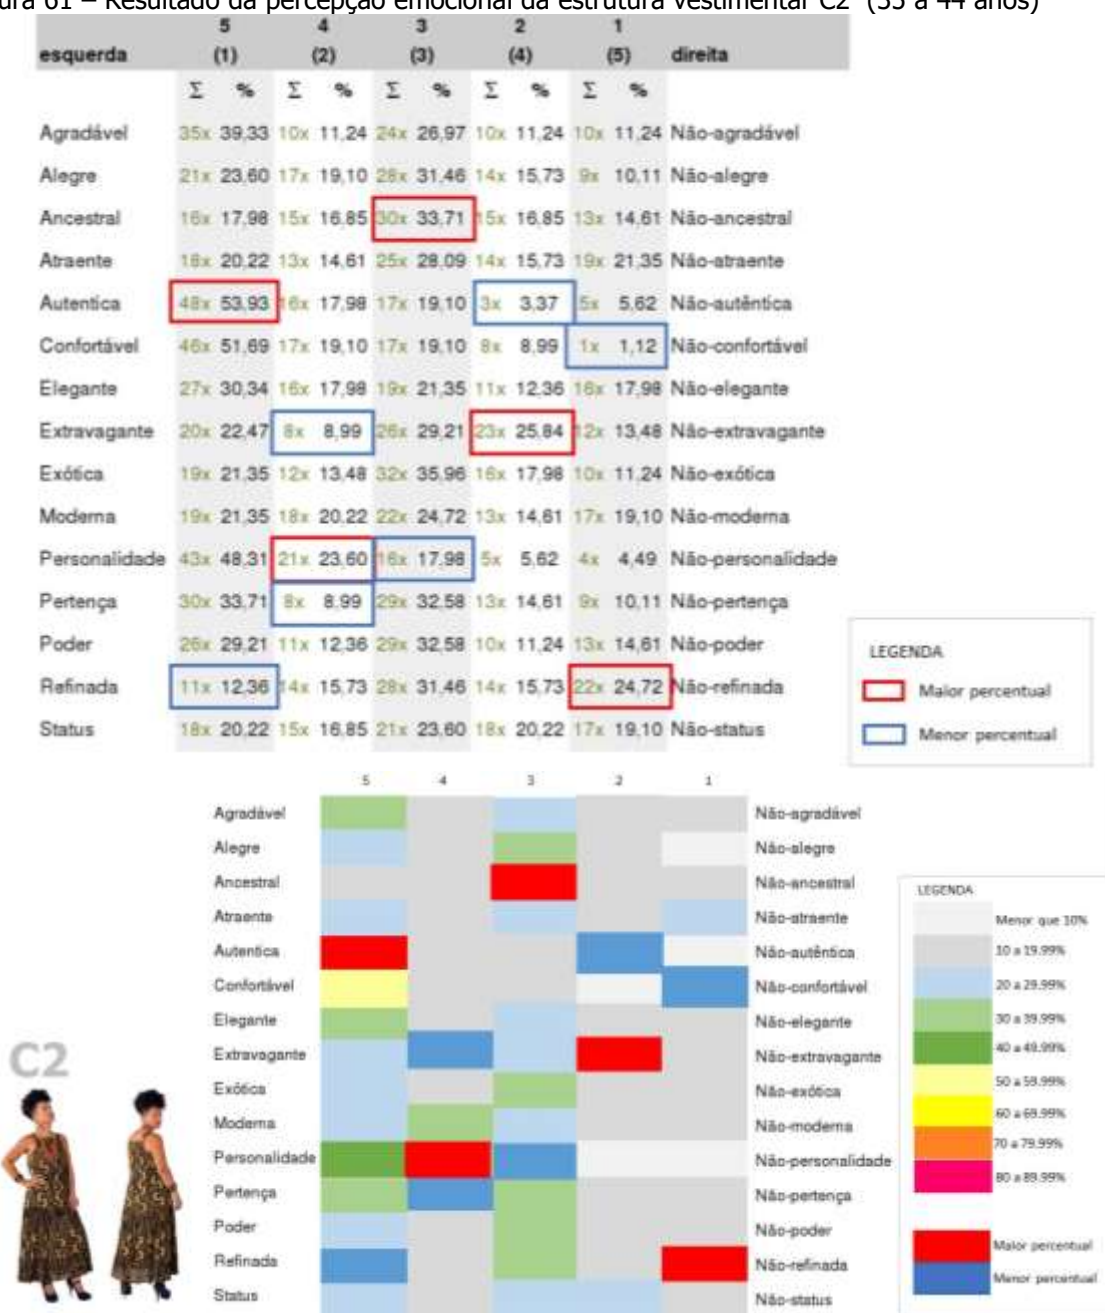 ura 61 – Resultado da percepção emocional da estrutura vestimentar C2 (35 a 44 anos)
5 4 3 2 1
esquerda (1) (2) (3) (4) (5) direita
Σ % Σ % Σ % Σ % Σ %
Agradável 35x 39,33 10x 11,24 24x 26,97 10x 11,24 10x 11,24 Não-agradável
Alegre 21x 23,60 17x 19,10 28x 31,46 14x 15,73 9x 10,11 Não-alegre
Ancestral 16x 17,98 15x 16,85 30x 33,71 15x 16,85 13x 14,61 Não-ancestral
Atraente 18x 20,22 13x 14,61 25x 28,09 14x 15,73 19x 21,35 Não-atraente
Autentica 48x 53,93 16x 17,98 17x 19,10 3x 3,37 5x 5,62 Não-autêntica
Confortável 46x 51,69 17x 19,10 17x 19,10 8x 8,99 1x 1,12 Não-confortável
Elegante 27x 30,34 16x 17,98 19x 21,35 11x 12,36 16x 17,98 Não-elegante
Extravagante 20x 22,47 8x 8,99 26x 29,21 23x 25,84 12x 13,48 Não-extravagante
Exótica 19x 21,35 12x 13,48 32x 35,96 16x 17,98 10x 11,24 Não-exótica
Moderna 19x 21,35 18x 20,22 22x 24,72 13x 14,61 17x 19,10 Não-moderna
Personalidade 43x 48,31 21x 23,60 16x 17,98 5x 5,62 4x 4,49 Não-personalidade
Pertença 30x 33,71 8x 8,99 29x 32,58 13x 14,61 9x 10,11 Não-pertença
Poder 26x 29,21 11x 12,36 29x 32,58 10x 11,24 13x 14,61 Não-poder
Refinada 11x 12,36 14x 15,73 28x 31,46 14x 15,73 22x 24,72 Não-refinada
Status 18x 20,22 15x 16,85 21x 23,60 18x 20,22 17x 19,10 Não-status
LEGENDA
Maior percentual
Menor percentual
5 4 3 2 1
Agradável Não-agradável
Alegre Não-alegre
Ancestral Não-ancestral
Atraente Não-atraente
Autentica Não-autêntica
Confortável Não-confortável
Elegante Não-elegante
Extravagante Não-extravagante
Exótica Não-exótica
Moderna Não-moderna
Personalidade Não-personalidade
Pertença Não-pertença
Poder Não-poder
Refinada Não-refinada
Status Não-status
C2
LEGENDA
Menor que 10%
10 a 19.99%
20 a 29.99%
30 a 39.99%
40 a 49.99%
50 a 59.99%
60 a 69.99%
70 a 79,99%
80 a 89.99%
Maior percentual
Menor percentual